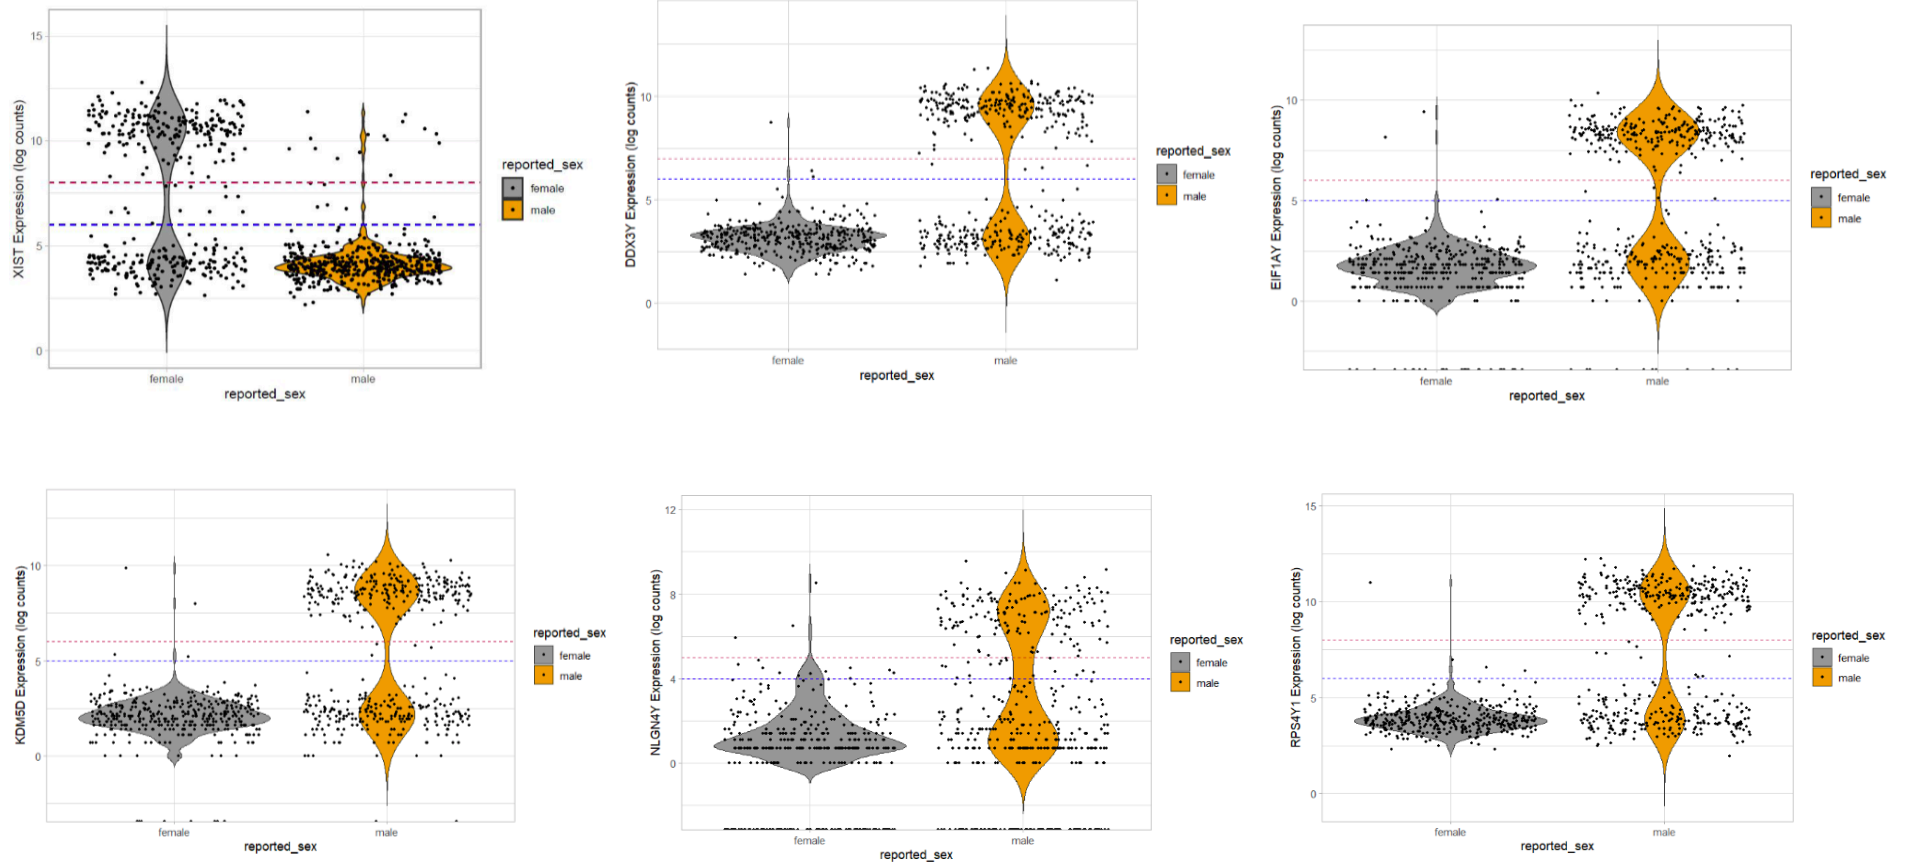 XIST Expression (log counts)
15
10
5
0
female
male
reported_sex
reported_sex
female
male
DDX3Y Expression (log counts)
10
5
0
female
male
reported_sex
reported_sex
female
male
EIF1AY Expression (log counts)
10
5
0
female
male
reported_sex
reported_sex
female
male
KDM5D Expression (log counts)
10
5
0
female
male
reported_sex
reported_sex
female
male
NLGN4Y Expression (log counts)
12
8
4
0
female
male
reported_sex
reported_sex
female
male
RPS4Y1 Expression (log counts)
15
10
5
0
female
male
reported_sex
reported_sex
female
male